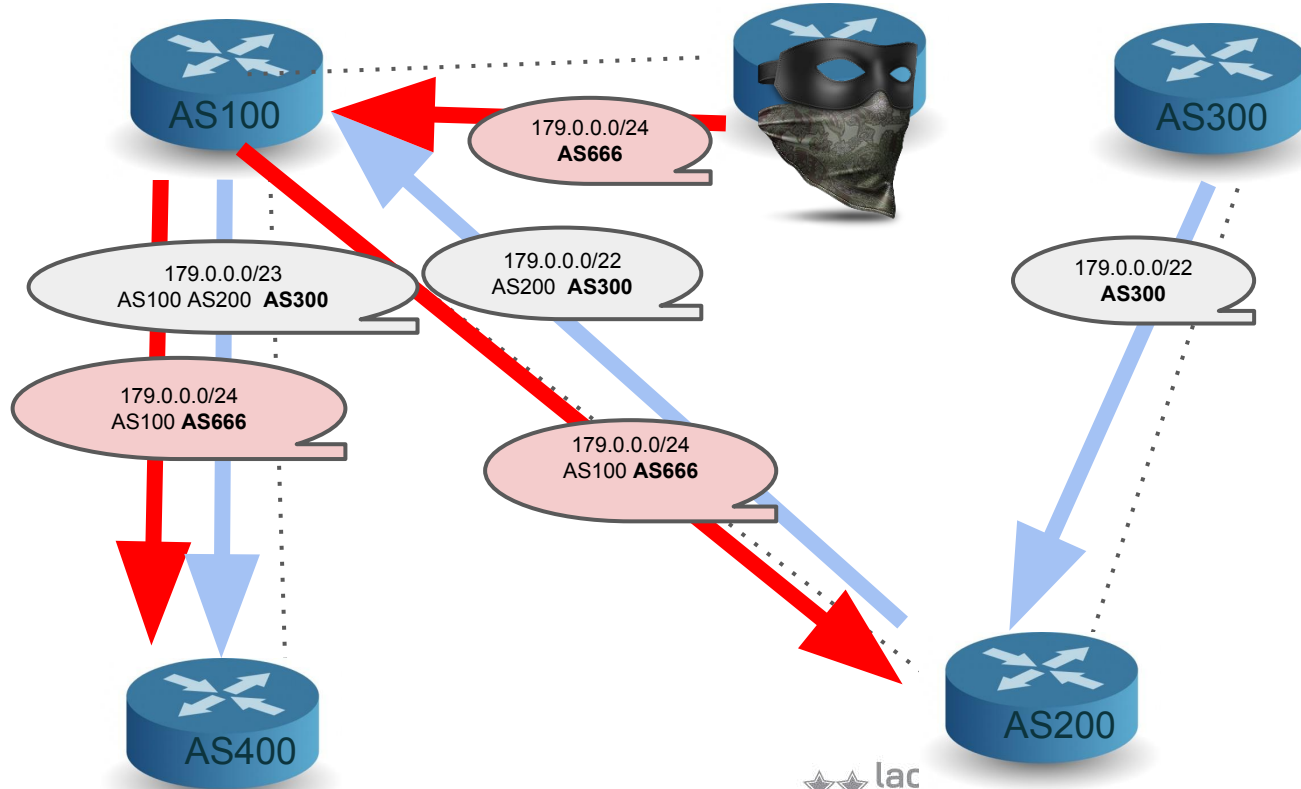 AS100
AS300
179.0.0.0/24
AS666
179.0.0.0/23
AS100 AS200 AS300
179.0.0.0/22
AS200 AS300
179.0.0.0/22
AS300
179.0.0.0/24
AS100 AS666
179.0.0.0/24
AS100 AS666
AS400
AS200
lac